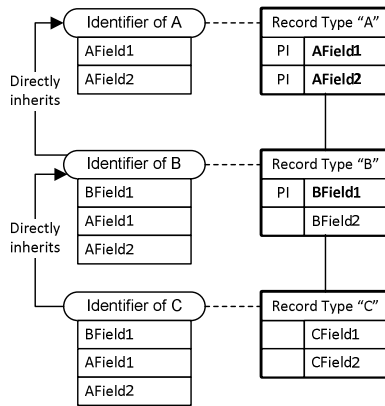 Identifier of A
AField1
AField2
Record Type “A”
PI AField1
PI AField2
Directly inherits
Identifier of B
BField1
AField1
AField2
Record Type “B”
PI BField1
BField2
Directly inherits
Identifier of C
BField1
AField1
AField2
Record Type “C”
CField1
CField2